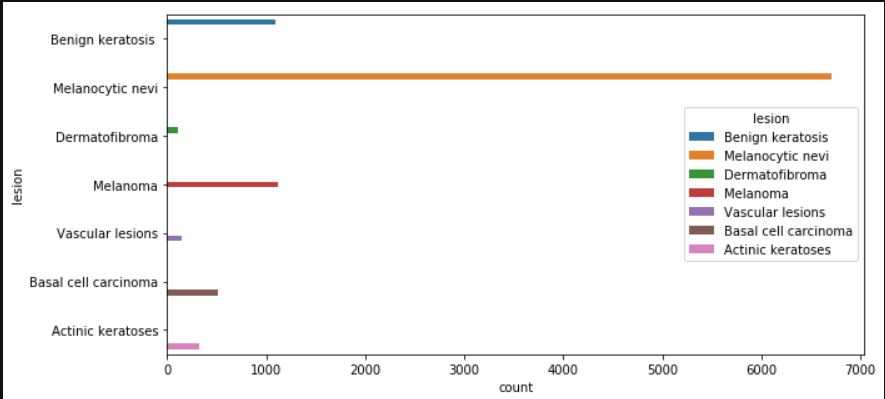 Benign keratosis
Melanocytic nevi
Dermatofibroma
Melanoma
Vascular lesions
Basal cell carcinoma
Actinic keratoses
lesion
0 1000 2000 3000 4000 5000 6000 7000
count
lesion
Benign keratosis
Melanocytic nevi
Dermatofibroma
Melanoma
Vascular lesions
Basal cell carcinoma
Actinic keratoses